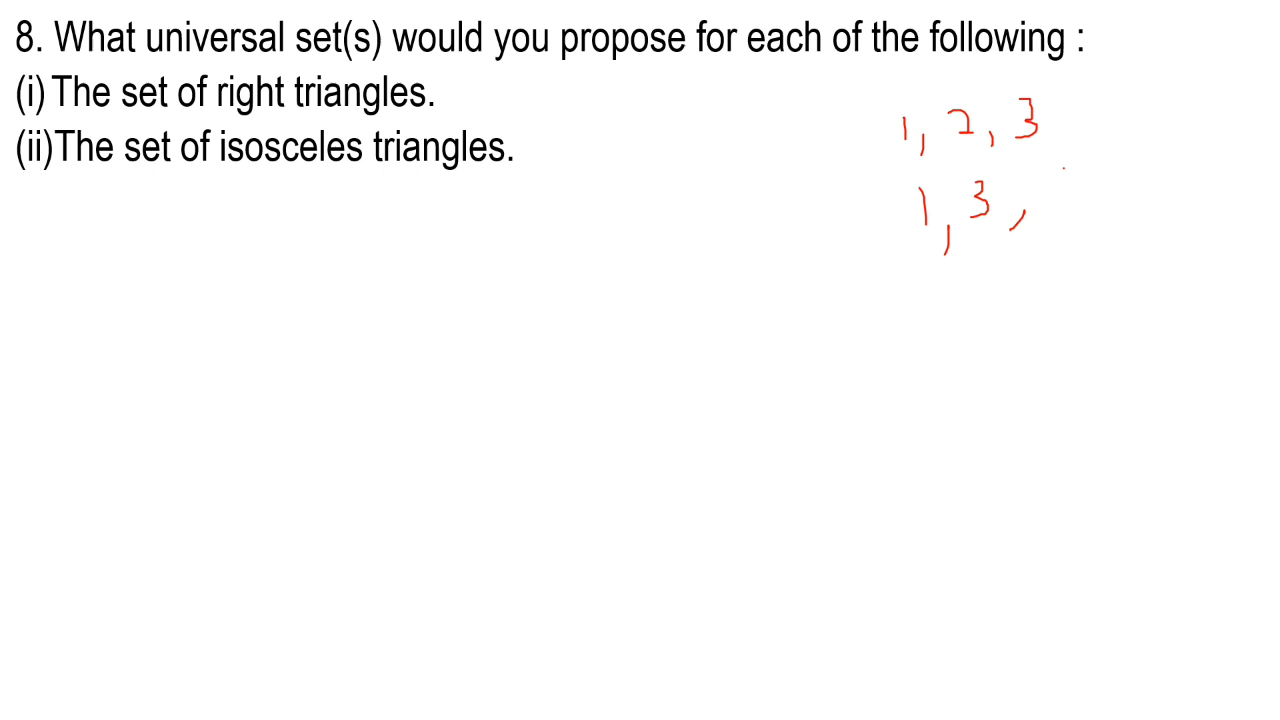 8. What universal set(s) would you propose for each of the following :
(i) The set of right triangles.
(ii)The set of isosceles triangles.
1, 2, 3
1, 3,